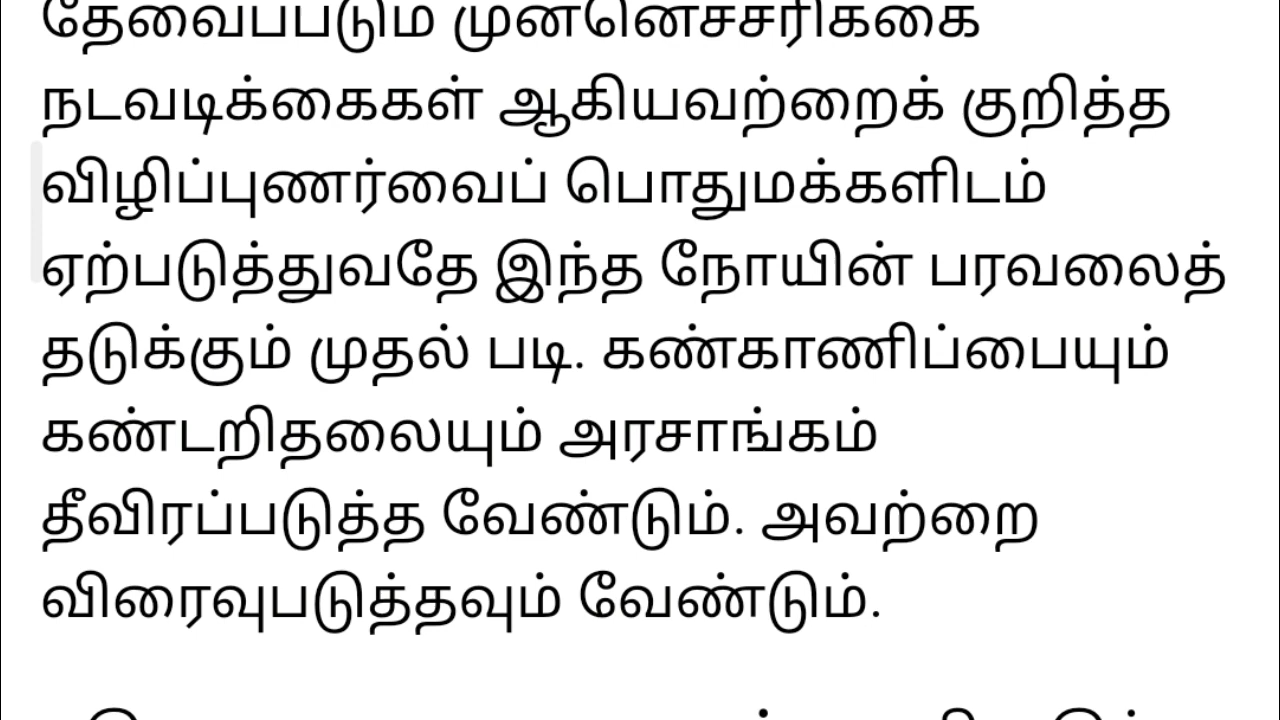 தேவைப்படும் முன்னெச்சரிக்கை
நடவடிக்கைகள் ஆகியவற்றைக் குறித்த
விழிப்புணர்வைப் பொதுமக்களிடம்
ஏற்படுத்துவதே இந்த நோயின் பரவலைத்
தடுக்கும் முதல் படி. கண்காணிப்பையும்
கண்டறிதலையும் அரசாங்கம்
தீவிரப்படுத்த வேண்டும். அவற்றை
விரைவுபடுத்தவும் வேண்டும்.